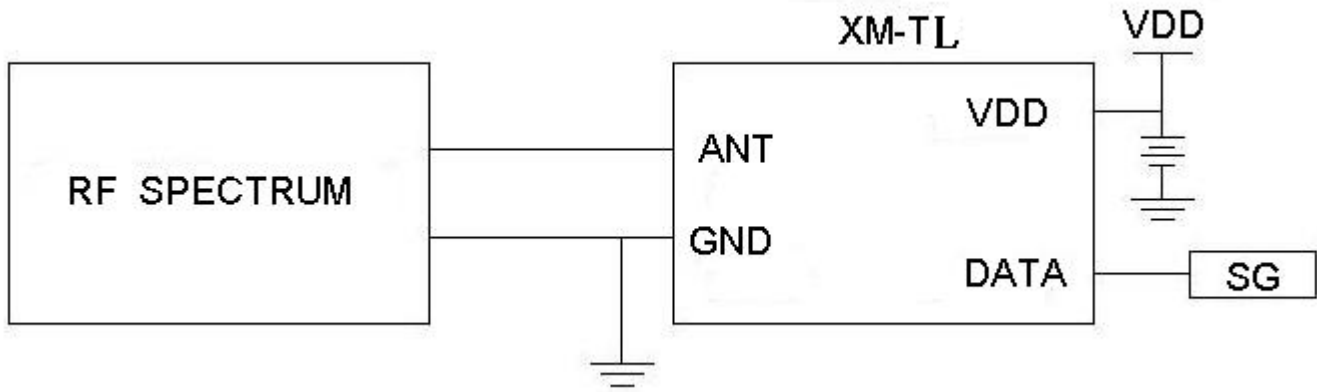 XM-TL
VDD
VDD
ANT
RF SPECTRUM
GND
DATA
SG